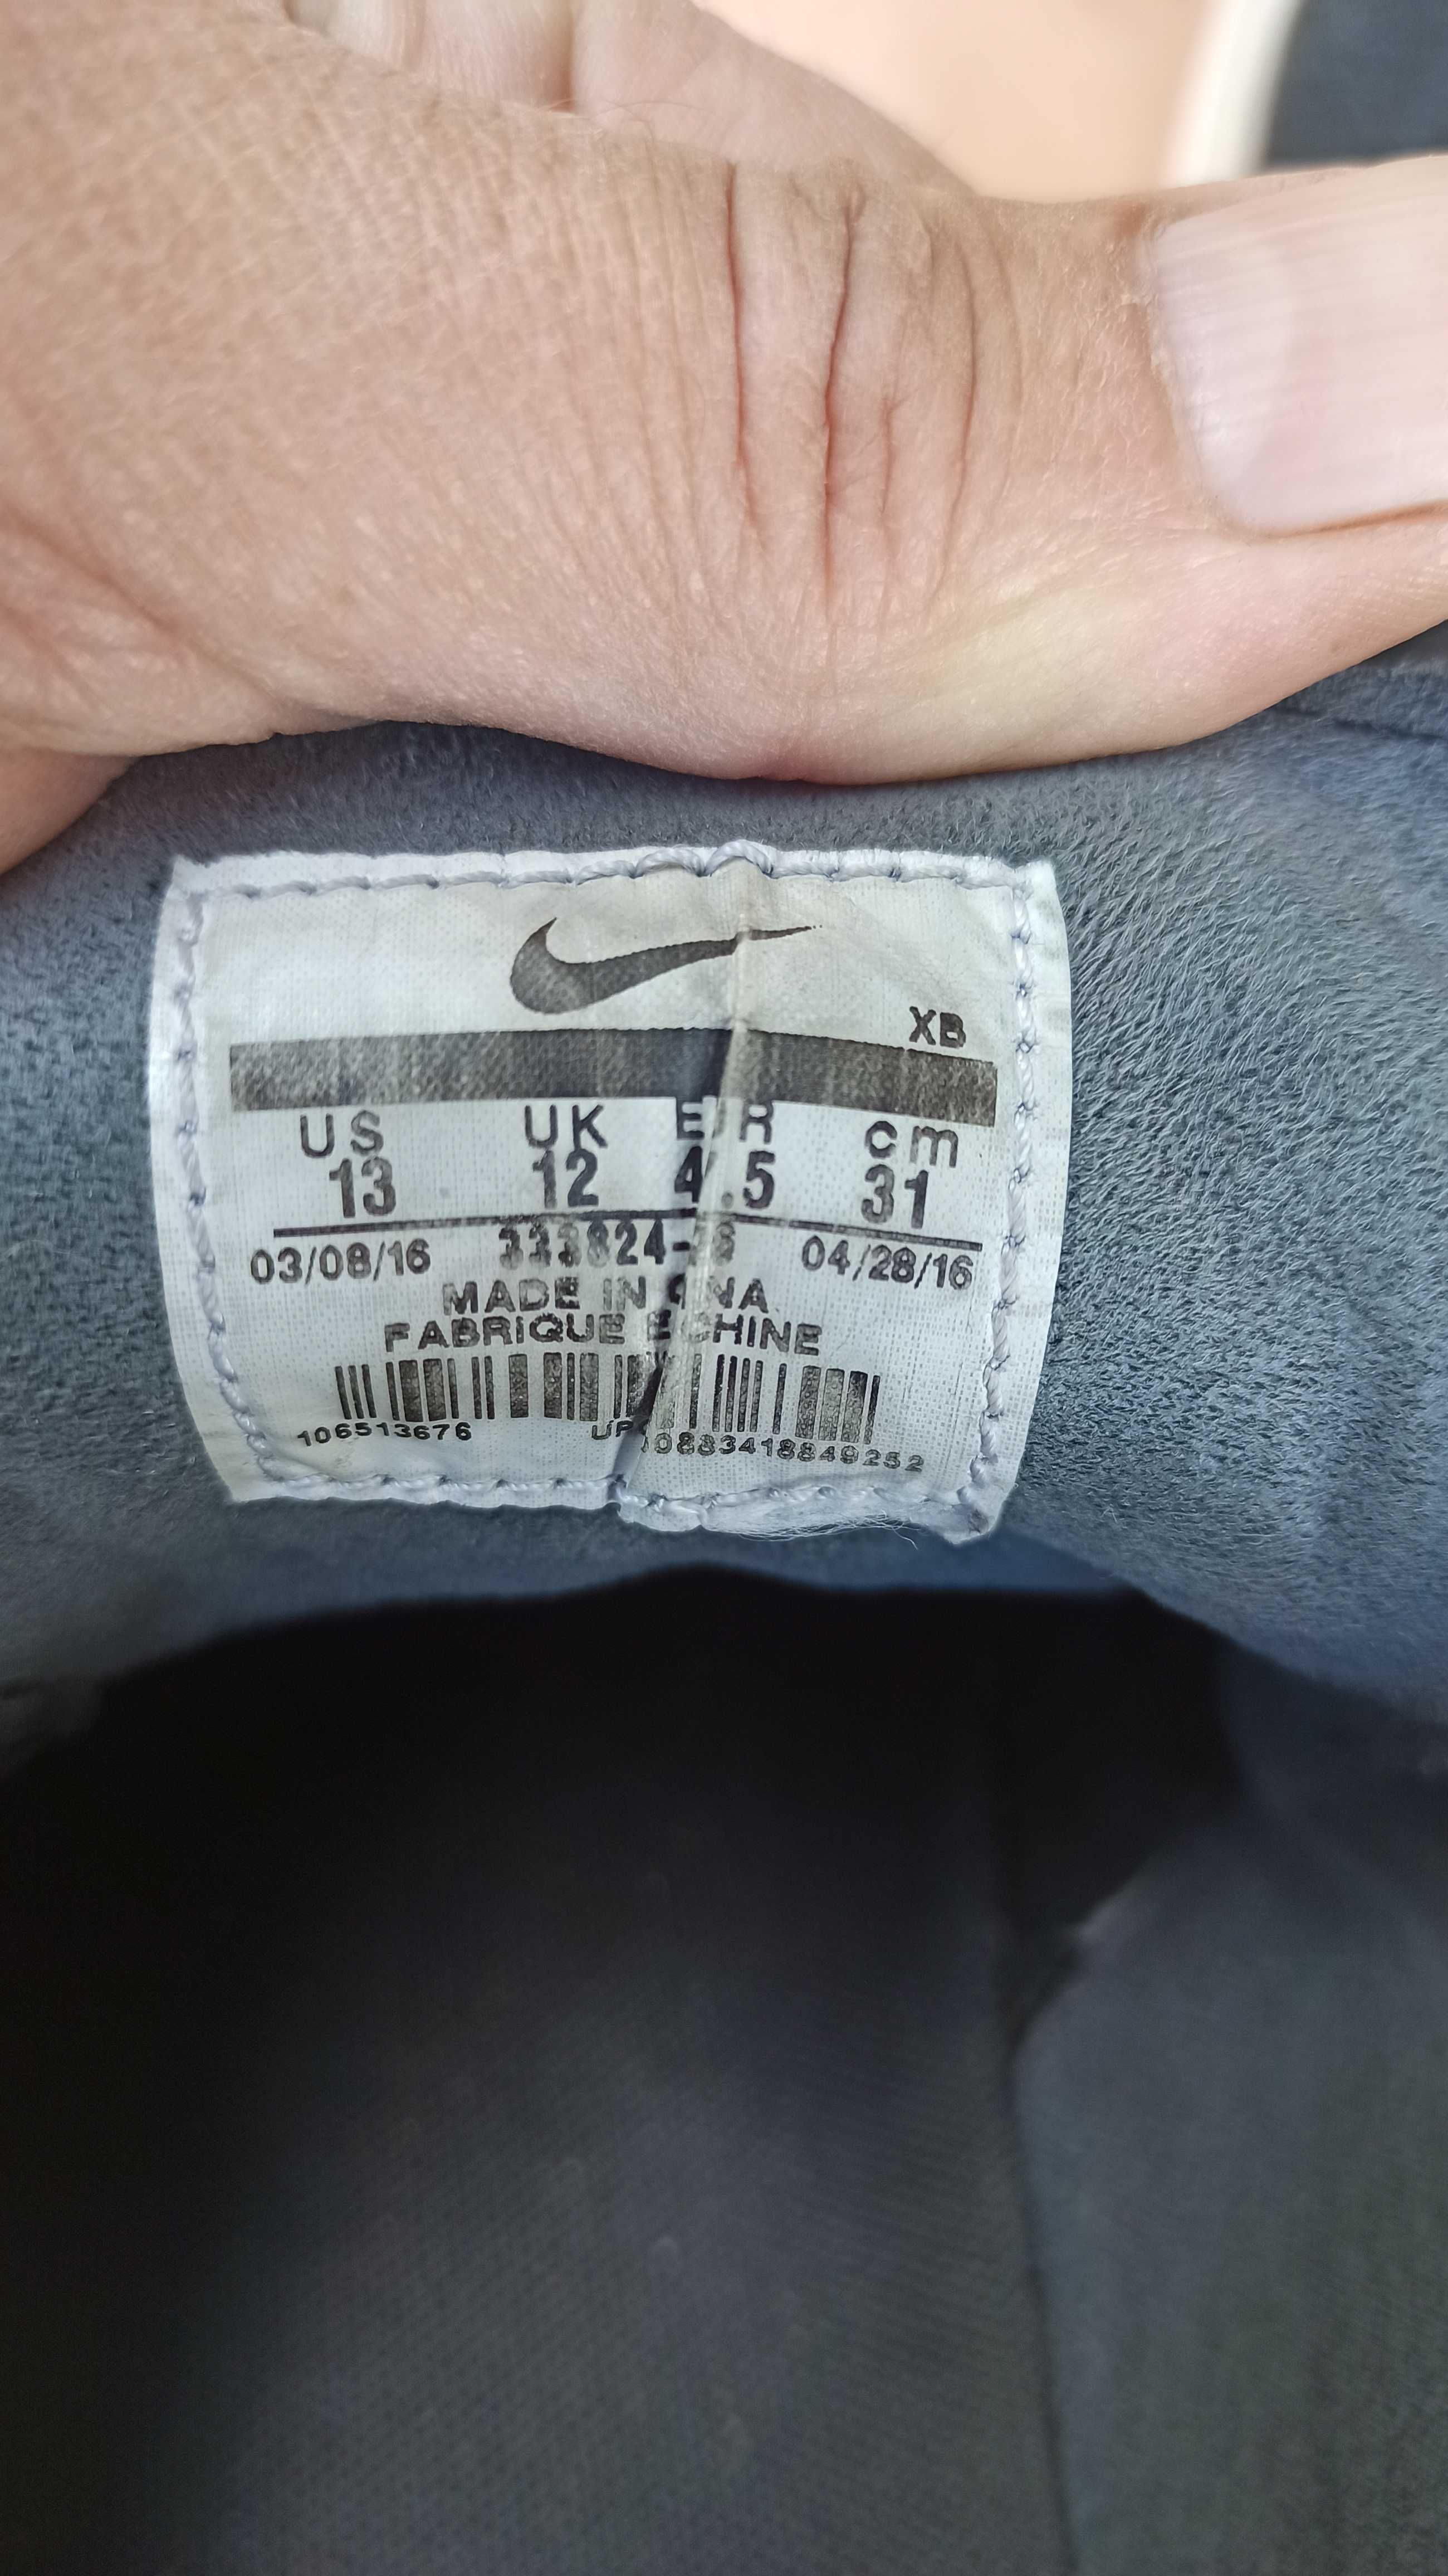 XB
US UK cm
13 12 31
03/08/16 04/28/16
MADE IN
FABRIQUE
106513676